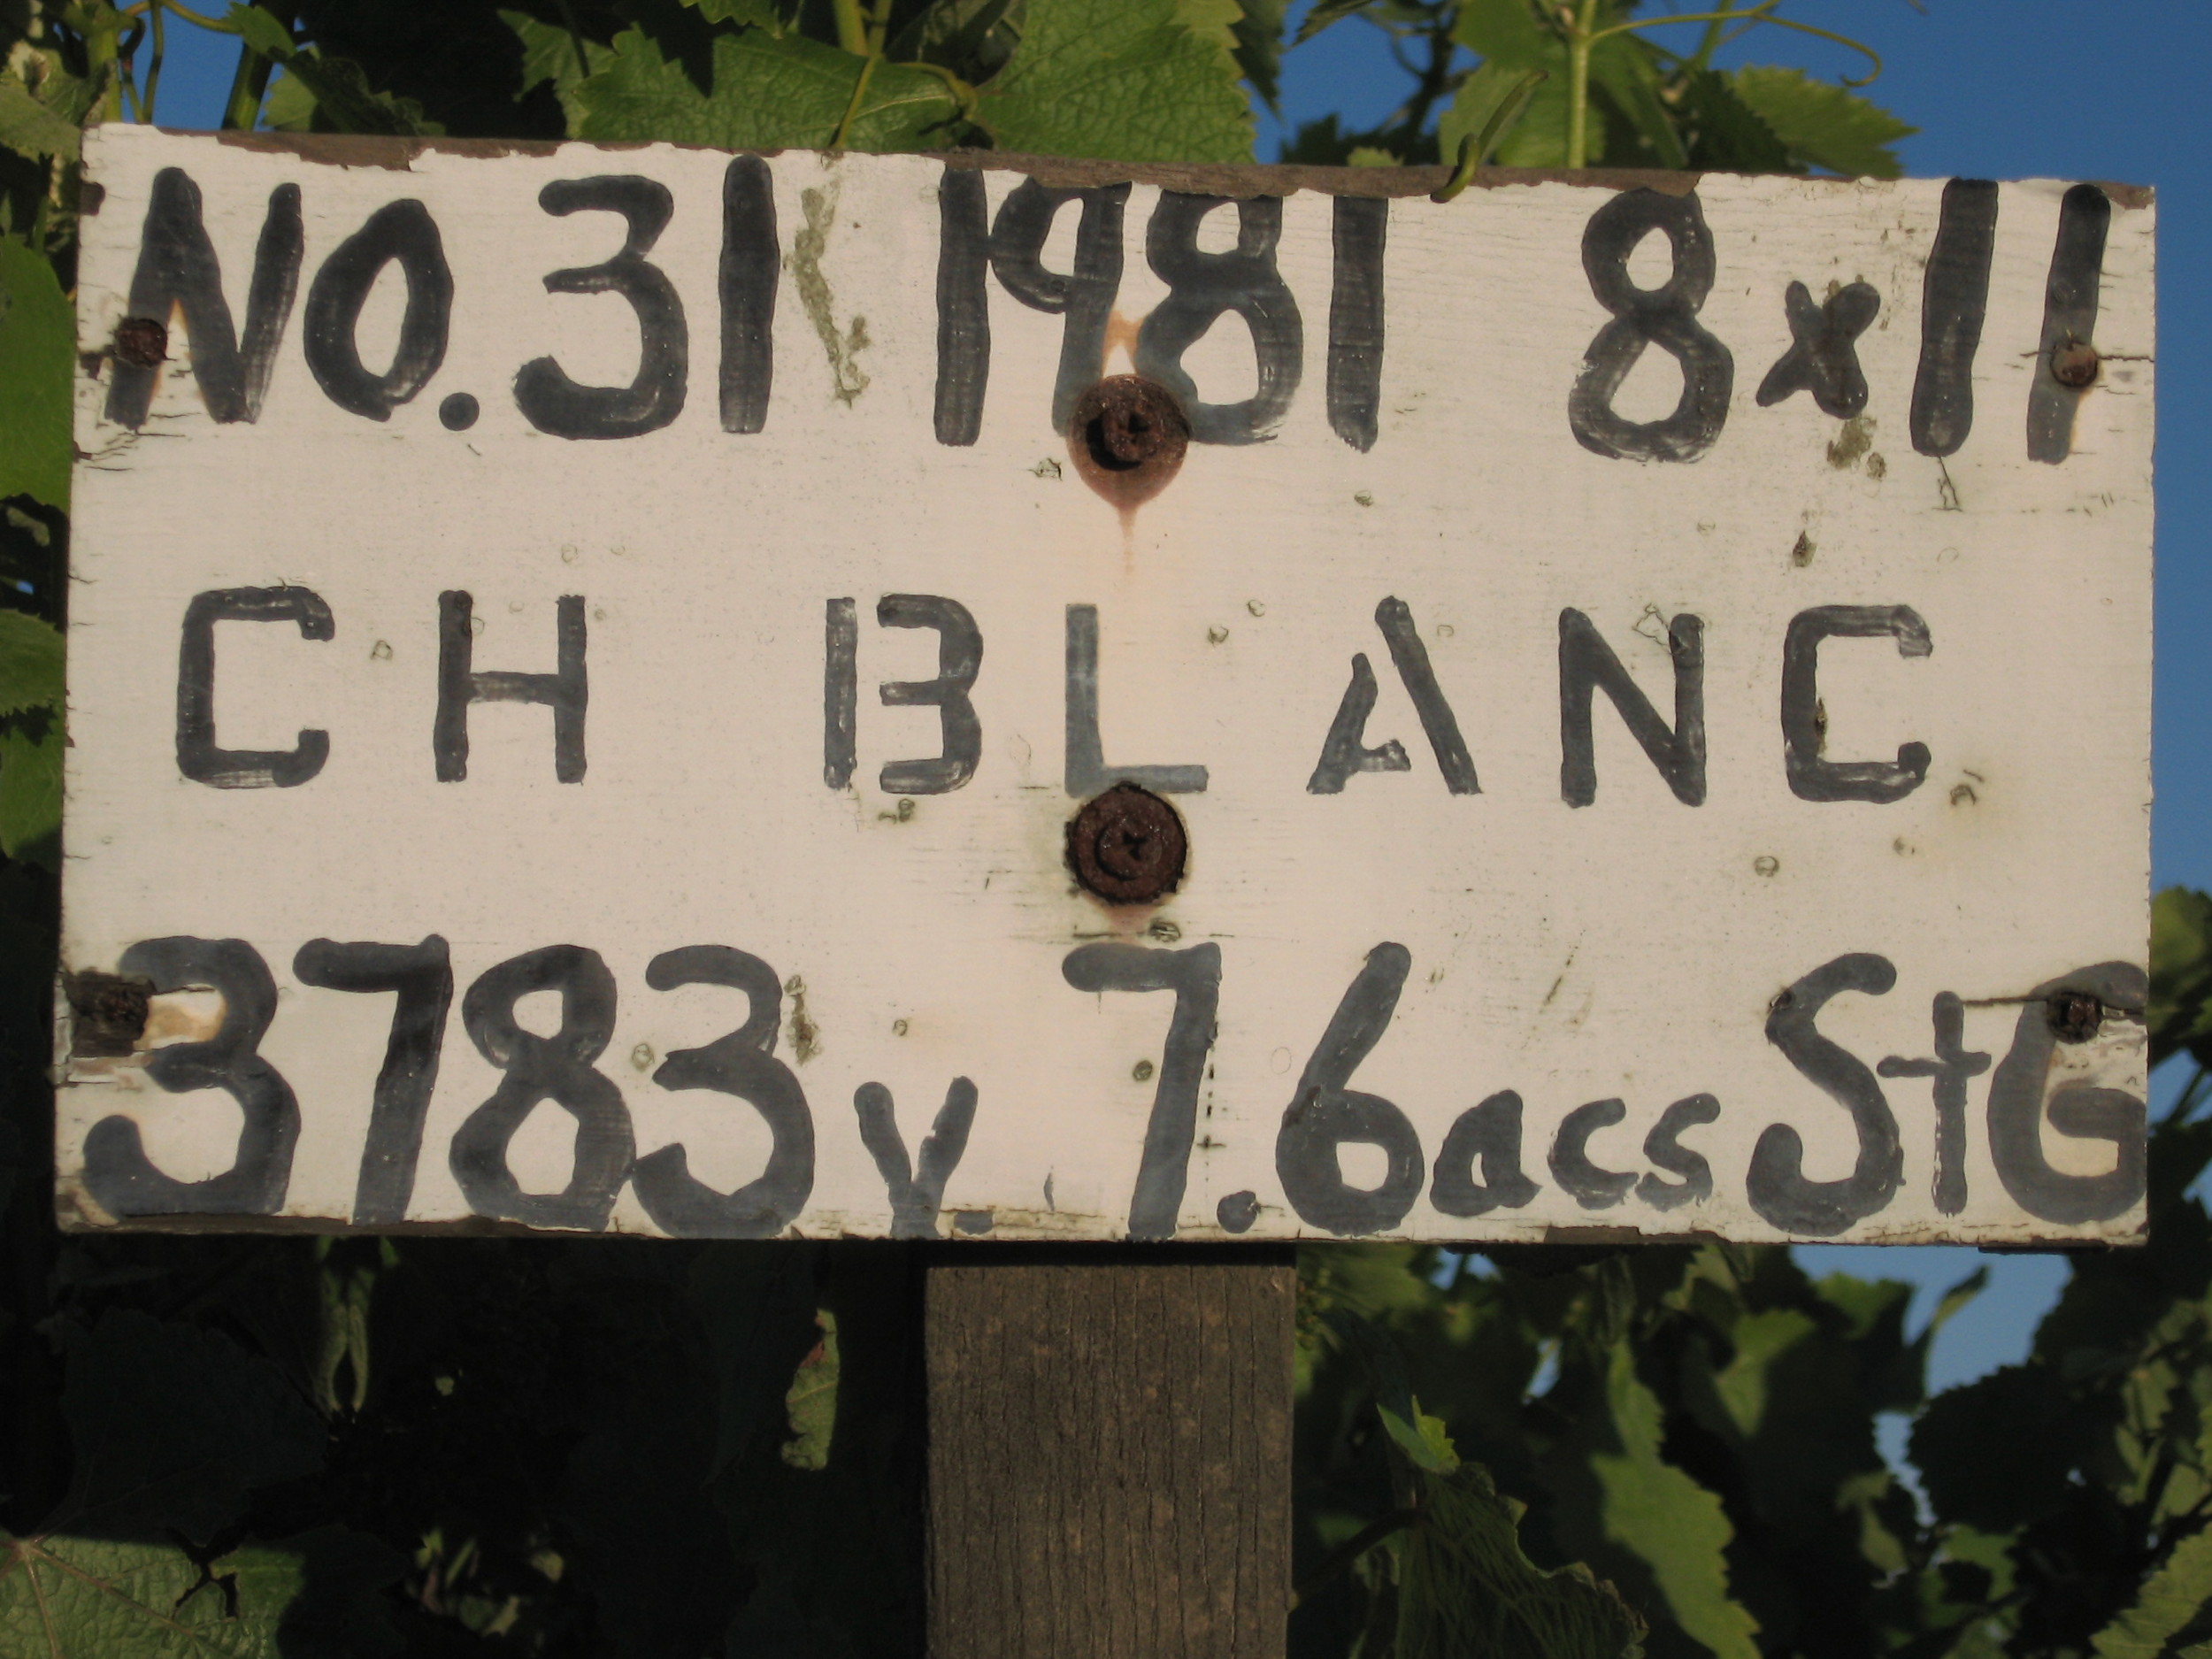 NO.31 1981 8x11
CH BLANC
3783v. 7.6acs StG